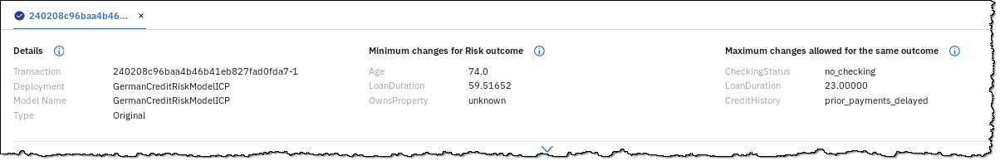 240208c96baa4b46... ×
Details
Transaction 240208c96baa4b46b41eb827fad0fda7-1
Deployment GermanCreditRiskModelICP
Model Name GermanCreditRiskModelICP
Type Original
Minimum changes for Risk outcome
Age 74.0
LoanDuration 59.51652
OwnsProperty unknown
Maximum changes allowed for the same outcome
CheckingStatus no_checking
LoanDuration 23.00000
CreditHistory prior_payments_delayed